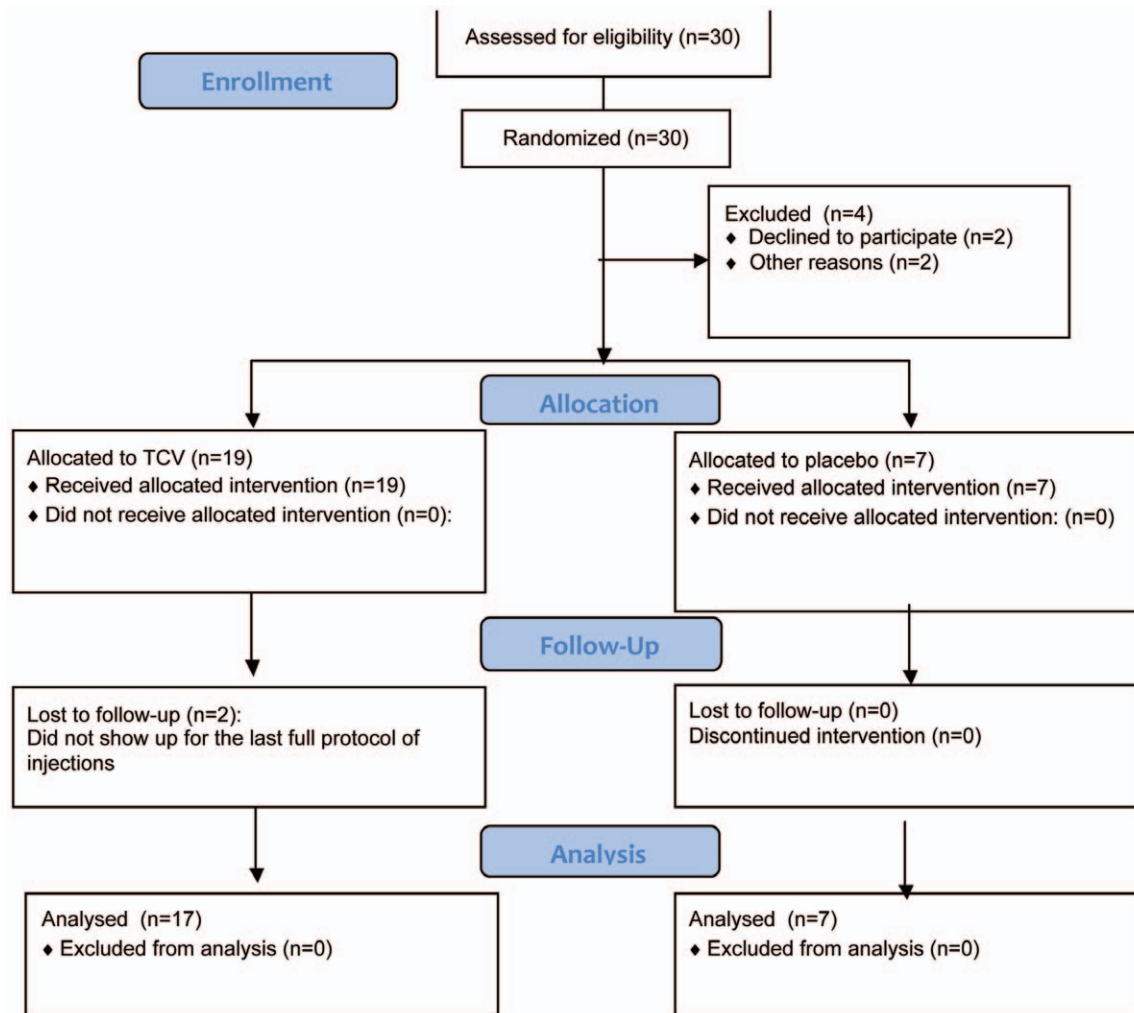 Assessed for eligibility (n=30)
Enrollment
Randomized (n=30)
Excluded (n=4)
♦ Declined to participate (n=2)
♦ Other reasons (n=2)
Allocation
Allocated to TCV (n=19)
♦ Received allocated intervention (n=19)
♦ Did not receive allocated intervention (n=0):
Allocated to placebo (n=7)
♦ Received allocated intervention (n=7)
♦ Did not receive allocated intervention: (n=0)
Follow-Up
Lost to follow-up (n=2):
Did not show up for the last full protocol of
injections
Lost to follow-up (n=0)
Discontinued intervention (n=0)
Analysis
Analysed (n=17)
♦ Excluded from analysis (n=0)
Analysed (n=7)
♦ Excluded from analysis (n=0)